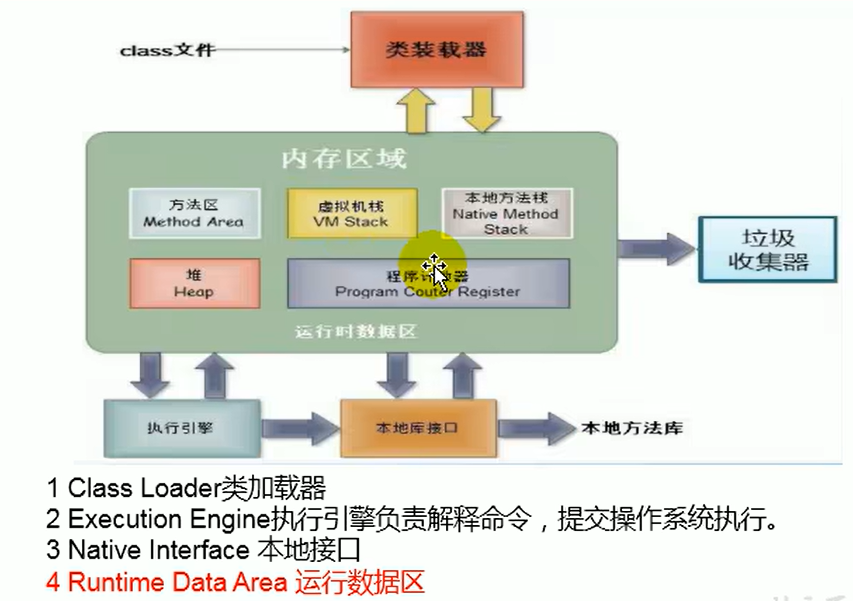 class文件
类装载器
内存区域
方法区
Method Area
虚拟机栈
VM Stack
本地方法栈
Native Method
Stack
堆
Heap
Program Couter Register
运行时数据区
垃圾
收集器
执行引擎
本地库接口
本地方法库
1 Class Loader类加载器
2 Execution Engine执行引擎负责解释命令，提交操作系统执行。
3 Native Interface 本地接口
4 Runtime Data Area 运行数据区